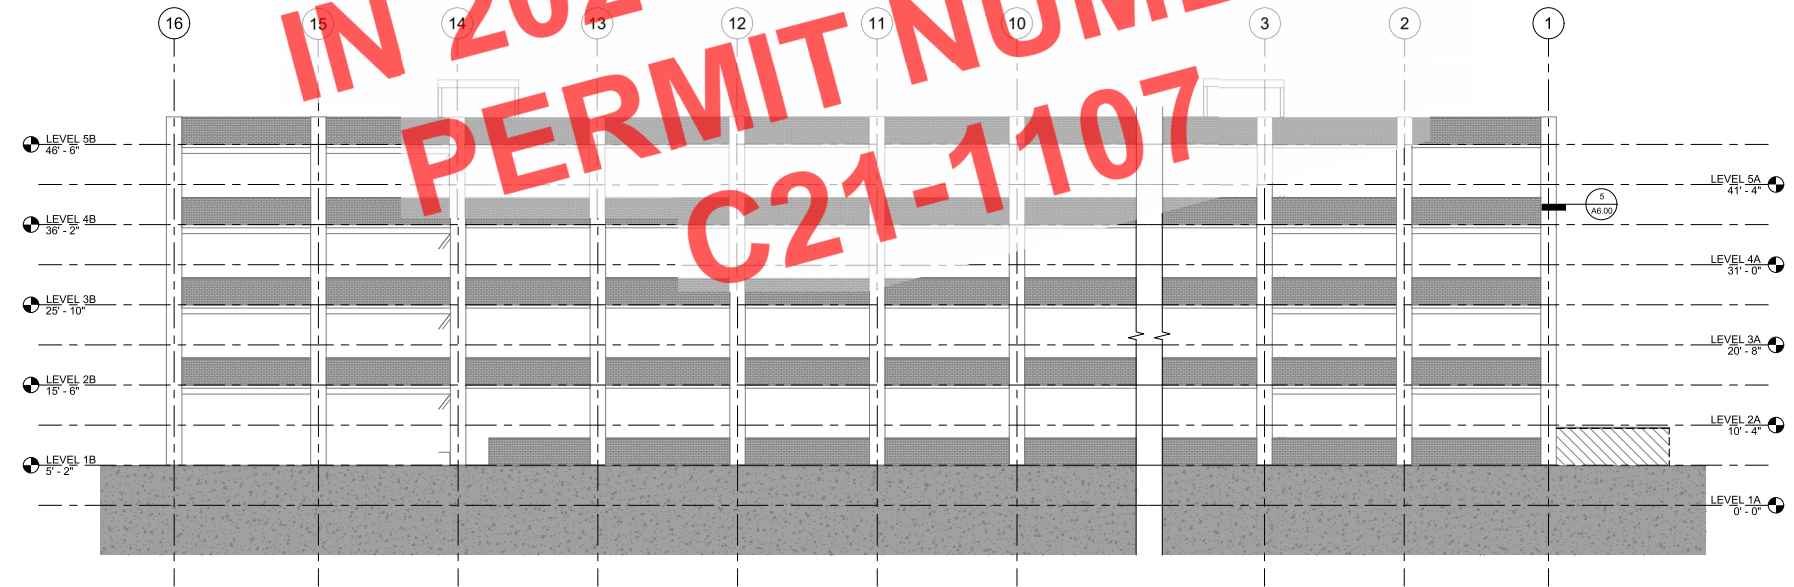 16 15 14 13 12 11 10 3 2 1
IN 202
PERMIT NUM
C21-1107
LEVEL 5B
46' - 6"
LEVEL 5A
41' - 4"
5
A6.00
LEVEL 4B
36' - 2"
LEVEL 4A
31' - 0"
LEVEL 3B
25' - 10"
LEVEL 3A
20' - 8"
LEVEL 2B
15' - 6"
LEVEL 2A
10' - 4"
LEVEL 1B
5' - 2"
LEVEL 1A
0' - 0"